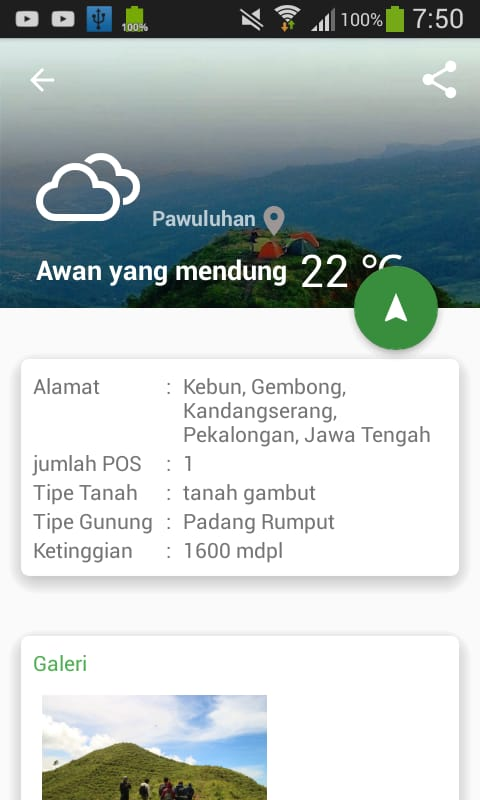 100%
100%
7:50
Pawuluhan
Awan yang mendung 22 °C
Alamat : Kebun, Gembong,
Kandangserang,
Pekalongan, Jawa Tengah
jumlah POS : 1
Tipe Tanah : tanah gambut
Tipe Gunung : Padang Rumput
Ketinggian : 1600 mdpl
Galeri